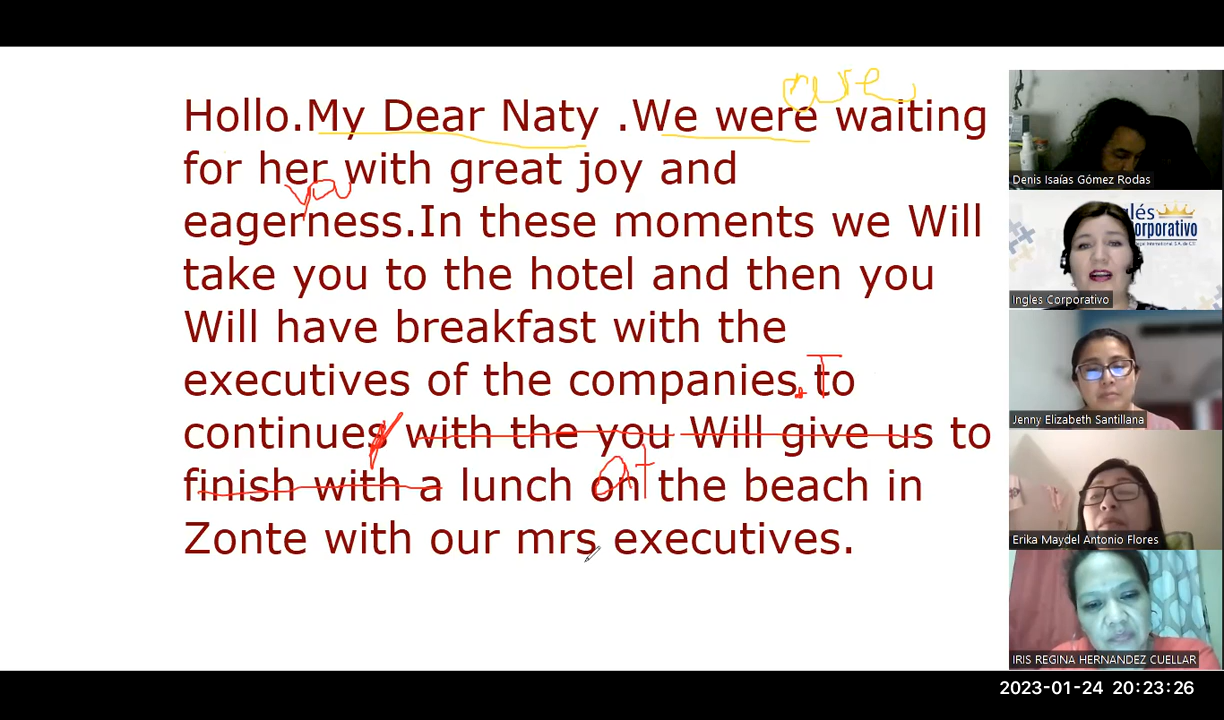 are
Hollo.My Dear Naty .We were waiting
for her with great joy and
you
eagerness.In these moments we Will
take you to the hotel and then you
Will have breakfast with the
executives of the companies.To
continues with the you Will give us to
at
finish with a lunch on the beach in
Zonte with our mrs executives.
Denis Isaías Gómez Rodas
Ingles Corporativo
Jenny Elizabeth Santillana
Erika Maydel Antonio Flores
IRIS REGINA HERNANDEZ CUELLAR
2023-01-24 20:23:26